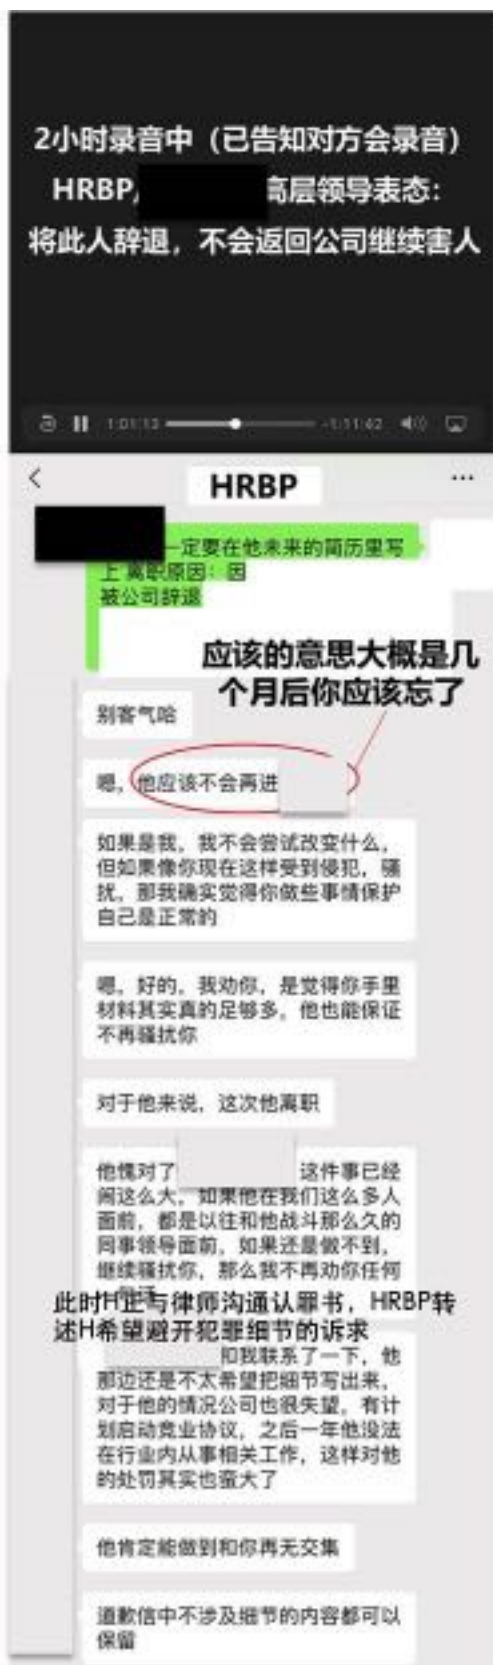 2小时录音中（已告知对方会录音）
HRBP/ 高层领导表态：
将此人辞退，不会返回公司继续害人
1:01:13
-1:11:42
HRBP
一定要在他未来的简历里写
上 离职原因：因
被公司辞退
应该的意思大概是几
个月后你应该忘了
别客气哈
嗯，他应该不会再进
如果是我，我不会尝试改变什么，
但如果像你现在这样受到侵犯，骚
扰，那我确实觉得你做些事情保护
自己是正常的
嗯，好的，我劝你，是觉得你手里
材料其实真的足够多，他也能保证
不再骚扰你
对于他来说，这次他离职
他愧对了 这件事已经
闹这么大，如果他在我们这么多人
面前，都是以往和他战斗那么久的
同事领导面前，如果还是做不到，
继续骚扰你，那么我不再劝你任何
此时H正与律师沟通认罪书，HRBP转
述H希望避开犯罪细节的诉求
和我联系了一下，他
那边还是不太希望把细节写出来，
对于他的情况公司也很失望，有计
划启动竞业协议，之后一年他没法
在行业内从事相关工作，这样对他
的处罚其实也蛮大了
他肯定能做到和你再无交集
道歉信中不涉及细节的内容都可以
保留